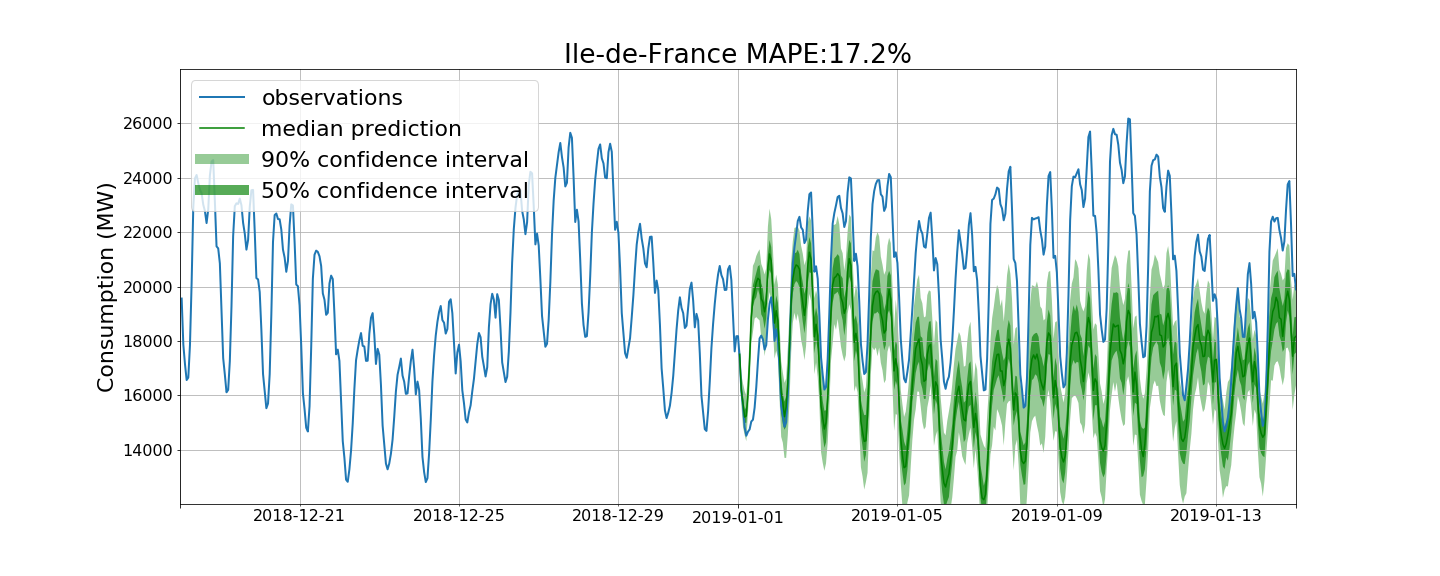 Ile-de-France MAPE:17.2%
observations
median prediction
90% confidence interval
50% confidence interval
Consumption (MW)
26000
24000
22000
20000
18000
16000
14000
2018-12-21
2018-12-25
2018-12-29
2019-01-01
2019-01-05
2019-01-09
2019-01-13